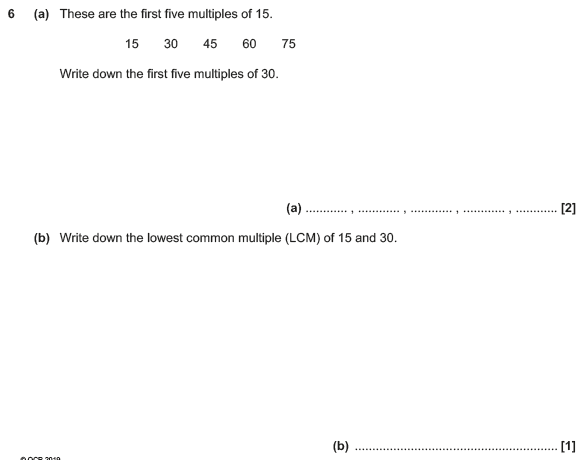 6 (a) These are the first five multiples of 15.
15 30 45 60 75
Write down the first five multiples of 30.
(a) ............ , ............ , ............ , ............ , ............ [2]
(b) Write down the lowest common multiple (LCM) of 15 and 30.
(b) .......................................................... [1]
© OCR 2019